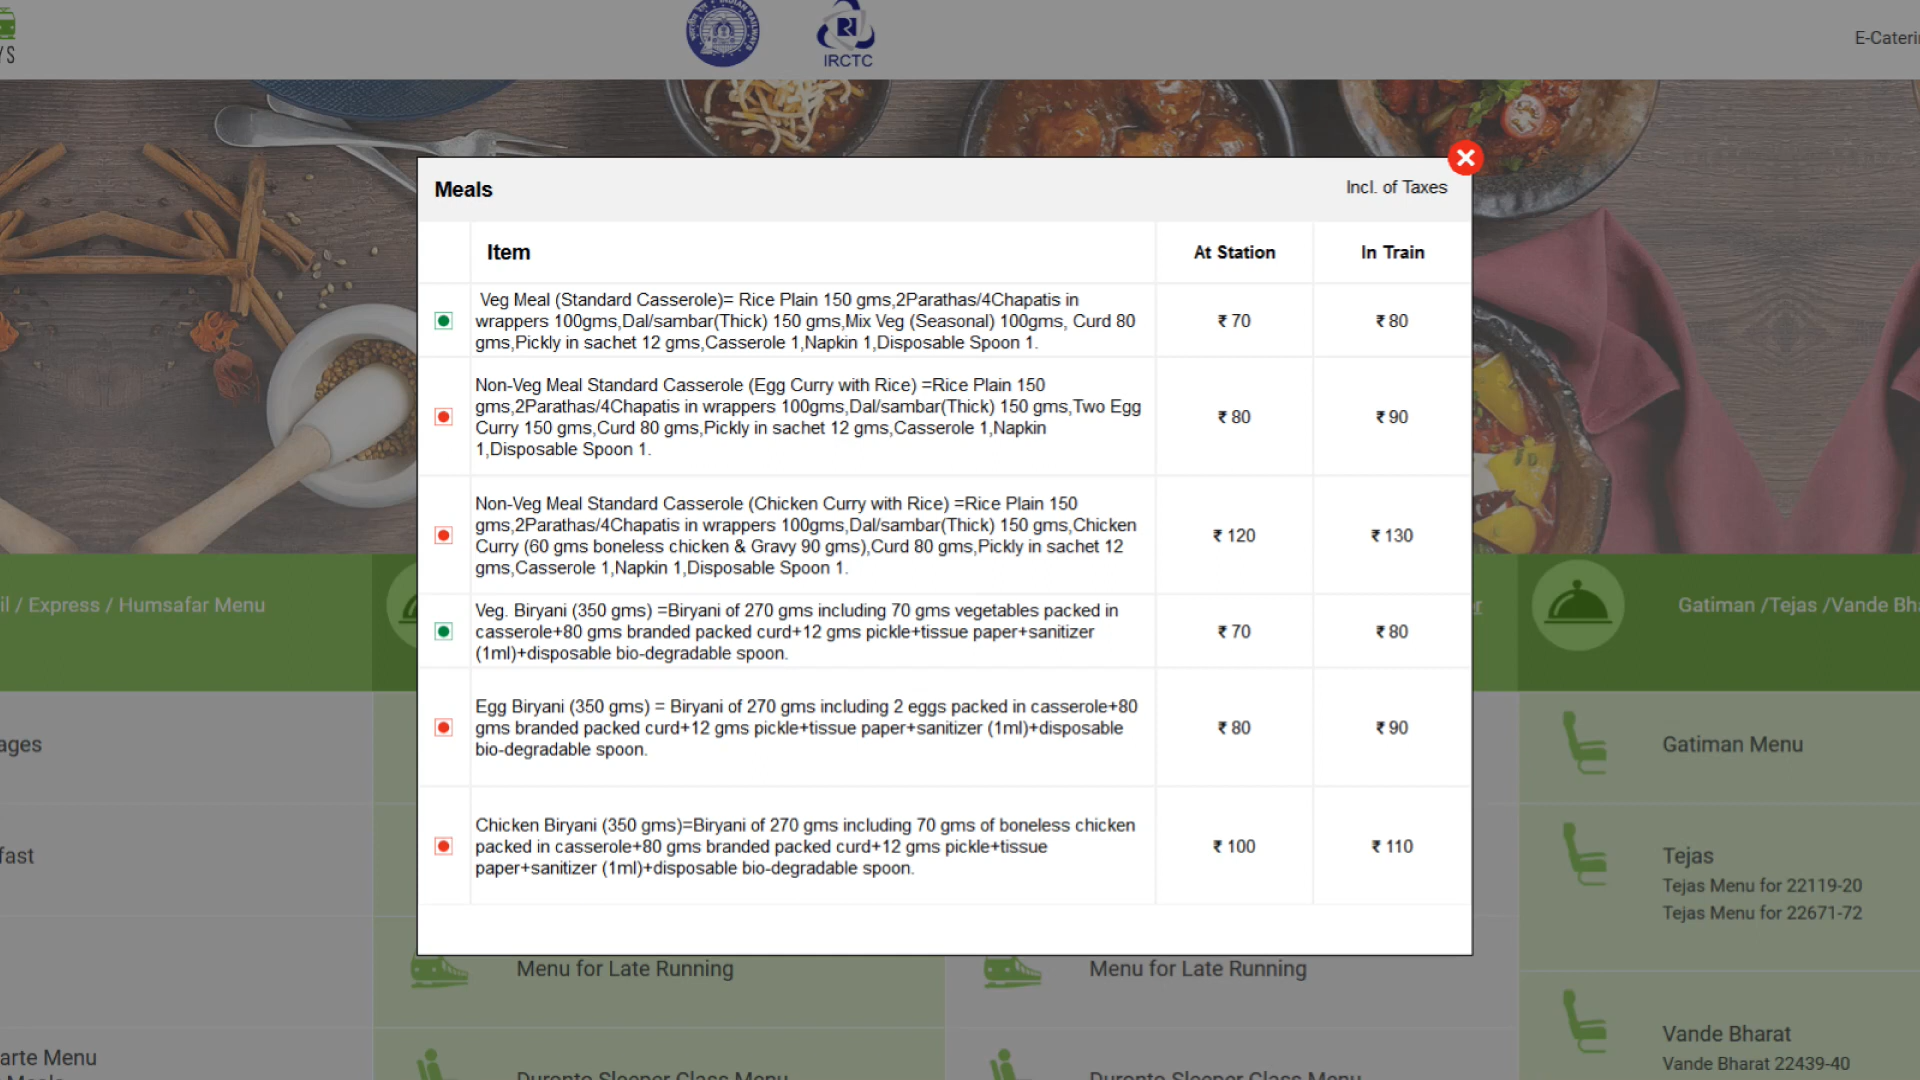 YS
IRCTC
E-Caterin
Meals
Incl. of Taxes
Item
At Station
In Train
Veg Meal (Standard Casserole)= Rice Plain 150 gms,2Parathas/4Chapatis in
wrappers 100gms,Dal/sambar(Thick) 150 gms,Mix Veg (Seasonal) 100gms, Curd 80
gms,Pickly in sachet 12 gms,Casserole 1,Napkin 1,Disposable Spoon 1.
₹ 70
₹ 80
Non-Veg Meal Standard Casserole (Egg Curry with Rice) =Rice Plain 150
gms,2Parathas/4Chapatis in wrappers 100gms,Dal/sambar(Thick) 150 gms,Two Egg
Curry 150 gms,Curd 80 gms,Pickly in sachet 12 gms,Casserole 1,Napkin
1,Disposable Spoon 1.
₹ 80
₹ 90
Non-Veg Meal Standard Casserole (Chicken Curry with Rice) =Rice Plain 150
gms,2Parathas/4Chapatis in wrappers 100gms,Dal/sambar(Thick) 150 gms,Chicken
Curry (60 gms boneless chicken & Gravy 90 gms),Curd 80 gms,Pickly in sachet 12
gms,Casserole 1,Napkin 1,Disposable Spoon 1.
₹ 120
₹ 130
Veg. Biryani (350 gms) =Biryani of 270 gms including 70 gms vegetables packed in
casserole+80 gms branded packed curd+12 gms pickle+tissue paper+sanitizer
(1ml)+disposable bio-degradable spoon.
₹ 70
₹ 80
Egg Biryani (350 gms) = Biryani of 270 gms including 2 eggs packed in casserole+80
gms branded packed curd+12 gms pickle+tissue paper+sanitizer (1ml)+disposable
bio-degradable spoon.
₹ 80
₹ 90
Chicken Biryani (350 gms)=Biryani of 270 gms including 70 gms of boneless chicken
packed in casserole+80 gms branded packed curd+12 gms pickle+tissue
paper+sanitizer (1ml)+disposable bio-degradable spoon.
₹ 100
₹ 110
il / Express / Humsafar Menu
Gatiman /Tejas /Vande Bha
ages
Gatiman Menu
fast
Tejas
Tejas Menu for 22119-20
Tejas Menu for 22671-72
Menu for Late Running
Menu for Late Running
Vande Bharat
Vande Bharat 22439-40
arte Menu
Duronto Sleeper Class Menu
Duronto Sleeper Class Menu